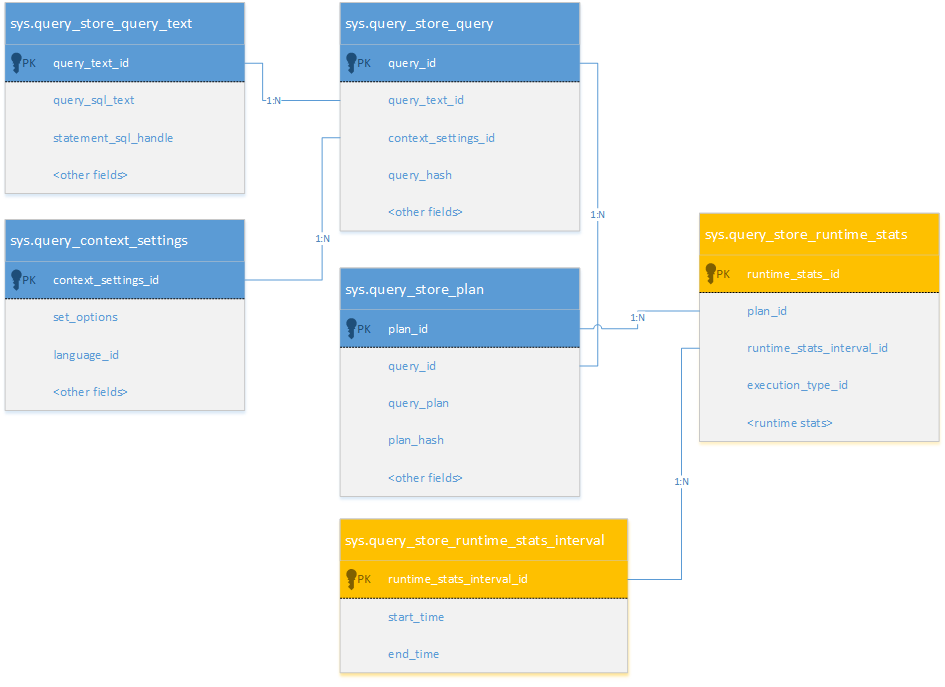 sys.query_store_query_text
PK query_text_id
query_sql_text
statement_sql_handle
<other fields>
sys.query_store_query
PK query_id
query_text_id
context_settings_id
query_hash
<other fields>
1:N
1:N
1:N
sys.query_context_settings
PK context_settings_id
set_options
language_id
<other fields>
sys.query_store_plan
PK plan_id
query_id
query_plan
plan_hash
<other fields>
1:N
sys.query_store_runtime_stats
PK runtime_stats_id
plan_id
runtime_stats_interval_id
execution_type_id
<runtime stats>
1:N
sys.query_store_runtime_stats_interval
PK runtime_stats_interval_id
start_time
end_time